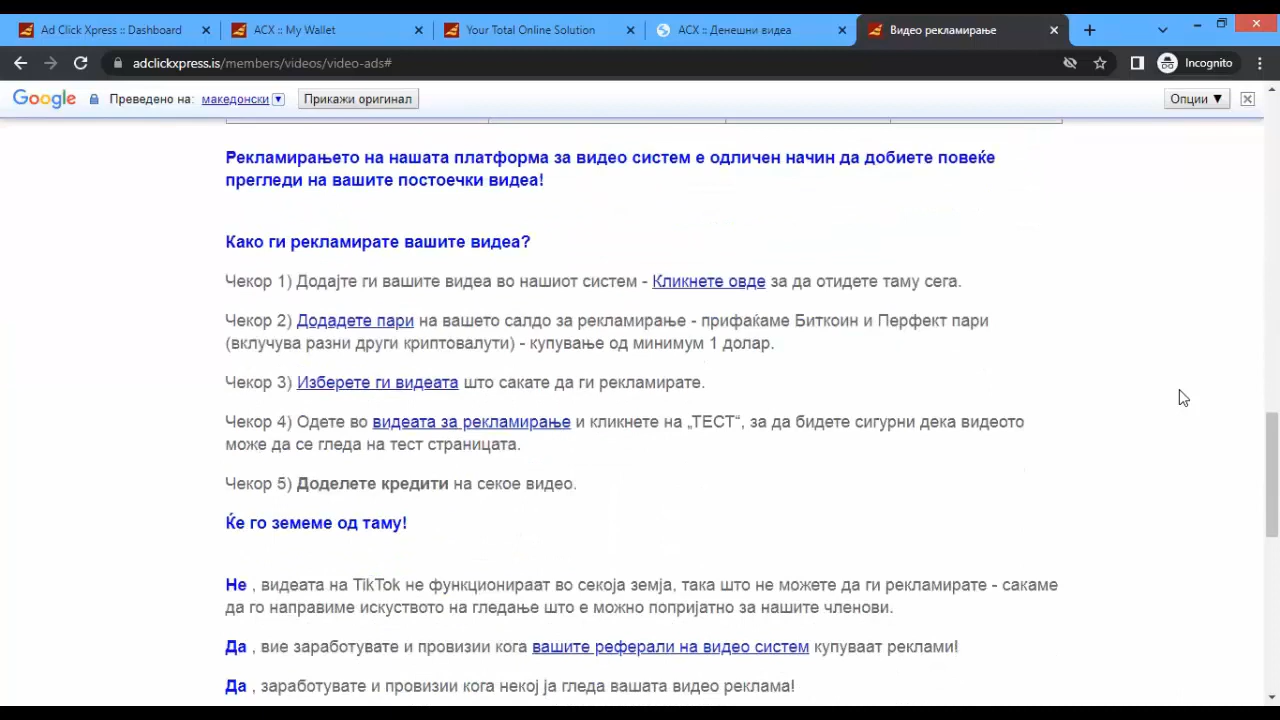 Ad Click Xpress :: Dashboard
ACX :: My Wallet
Your Total Online Solution
ACX :: Денешни видеа
Видео рекламирање
adclickxpress.is/members/videos/video-ads#
Incognito
Google
Преведено на: македонски
Прикажи оригинал
Опции ▼
Рекламирањето на нашата платформа за видео систем е одличен начин да добиете повеќе
прегледи на вашите постоечки видеа!
Како ги рекламирате вашите видеа?
Чекор 1) Додајте ги вашите видеа во нашиот систем - Кликнете овде за да отидете таму сега.
Чекор 2) Додадете пари на вашето салдо за рекламирање - прифаќаме Биткоин и Перфект пари
(вклучува разни други криптовалути) - купување од минимум 1 долар.
Чекор 3) Изберете ги видеата што сакате да ги рекламирате.
Чекор 4) Одете во видеата за рекламирање и кликнете на „ТЕСТ“, за да бидете сигурни дека видеото
може да се гледа на тест страницата.
Чекор 5) Доделете кредити на секое видео.
Ќе го земеме од таму!
Не , видеата на TikTok не функционираат во секоја земја, така што не можете да ги рекламирате - сакаме
да го направиме искуството на гледање што е можно попријатно за нашите членови.
Да , вие заработувате и провизии кога вашите реферали на видео систем купуваат реклами!
Да , заработувате и провизии кога некој ја гледа вашата видео реклама!